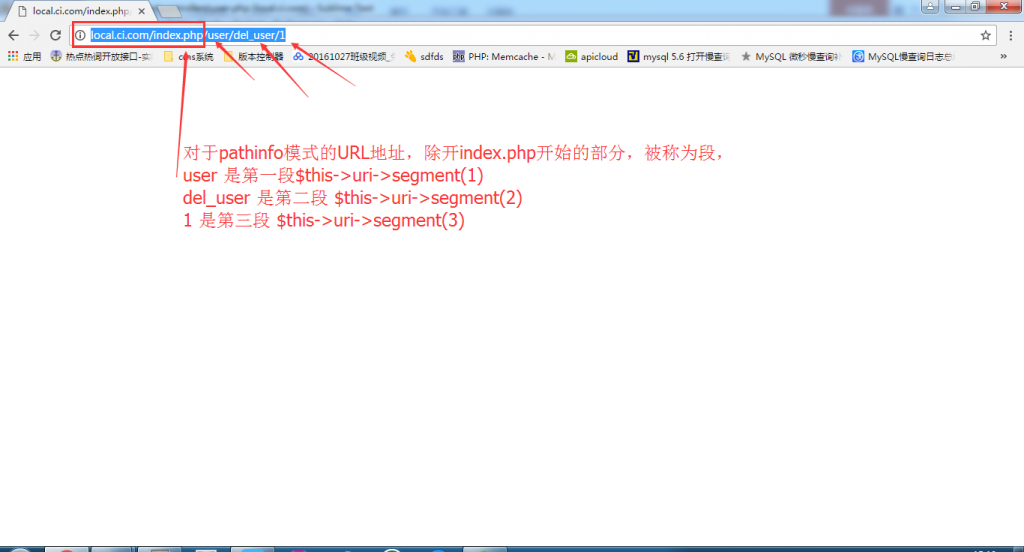 local.ci.com/index.php
local.ci.com/index.php/user/del_user/1
应用 热点热词开放接口-实 cms系统 版本控制器 20161027班级视频_ sdfds PHP: Memcache - M apicloud mysql 5.6 打开慢查询 MySQL 微秒慢查询补 MySQL慢查询日志总 »
对于pathinfo模式的URL地址，除开index.php开始的部分，被称为段，
user 是第一段$this->uri->segment(1)
del_user 是第二段 $this->uri->segment(2)
1 是第三段 $this->uri->segment(3)